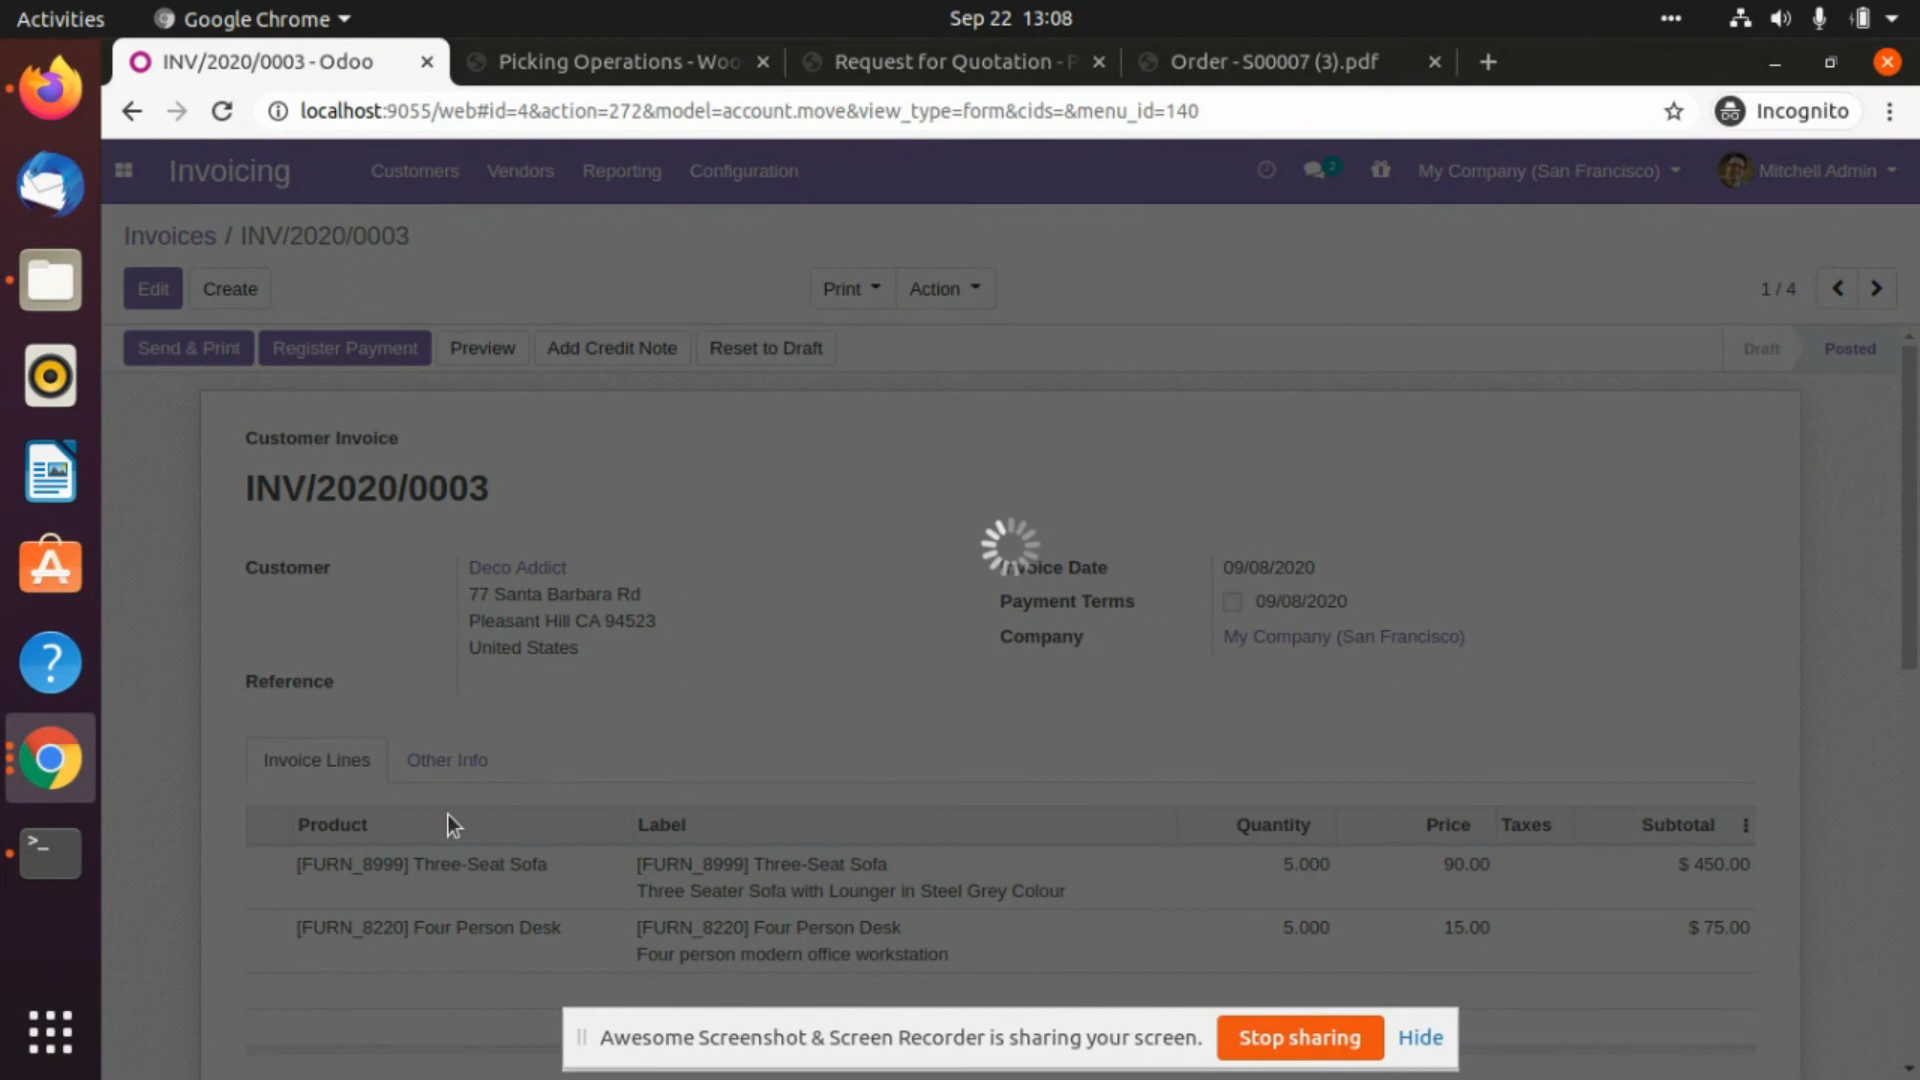 Activities Google Chrome Sep 22 13:08
INV/2020/0003 - Odoo Picking Operations - Woo Request for Quotation - P Order - S00007 (3).pdf
localhost:9055/web#id=4&action=272&model=account.move&view_type=form&cids=&menu_id=140 Incognito
Invoicing Customers Vendors Reporting Configuration 2 My Company (San Francisco) Mitchell Admin
Invoices / INV/2020/0003
Edit Create Print Action 1 / 4
Send & Print Register Payment Preview Add Credit Note Reset to Draft Draft Posted
Customer Invoice
INV/2020/0003
Customer Deco Addict Invoice Date 09/08/2020
77 Santa Barbara Rd Payment Terms 09/08/2020
Pleasant Hill CA 94523 Company My Company (San Francisco)
United States
Reference
Invoice Lines Other Info
Product Label Quantity Price Taxes Subtotal
[FURN_8999] Three-Seat Sofa [FURN_8999] Three-Seat Sofa 5.000 90.00 $ 450.00
Three Seater Sofa with Lounger in Steel Grey Colour
[FURN_8220] Four Person Desk [FURN_8220] Four Person Desk 5.000 15.00 $ 75.00
Four person modern office workstation
Awesome Screenshot & Screen Recorder is sharing your screen. Stop sharing Hide